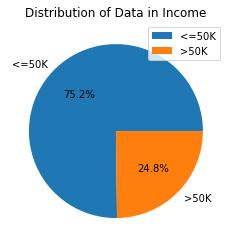 Distribution of Data in Income
<=50K
>50K
<=50K
75.2%
24.8%
>50K